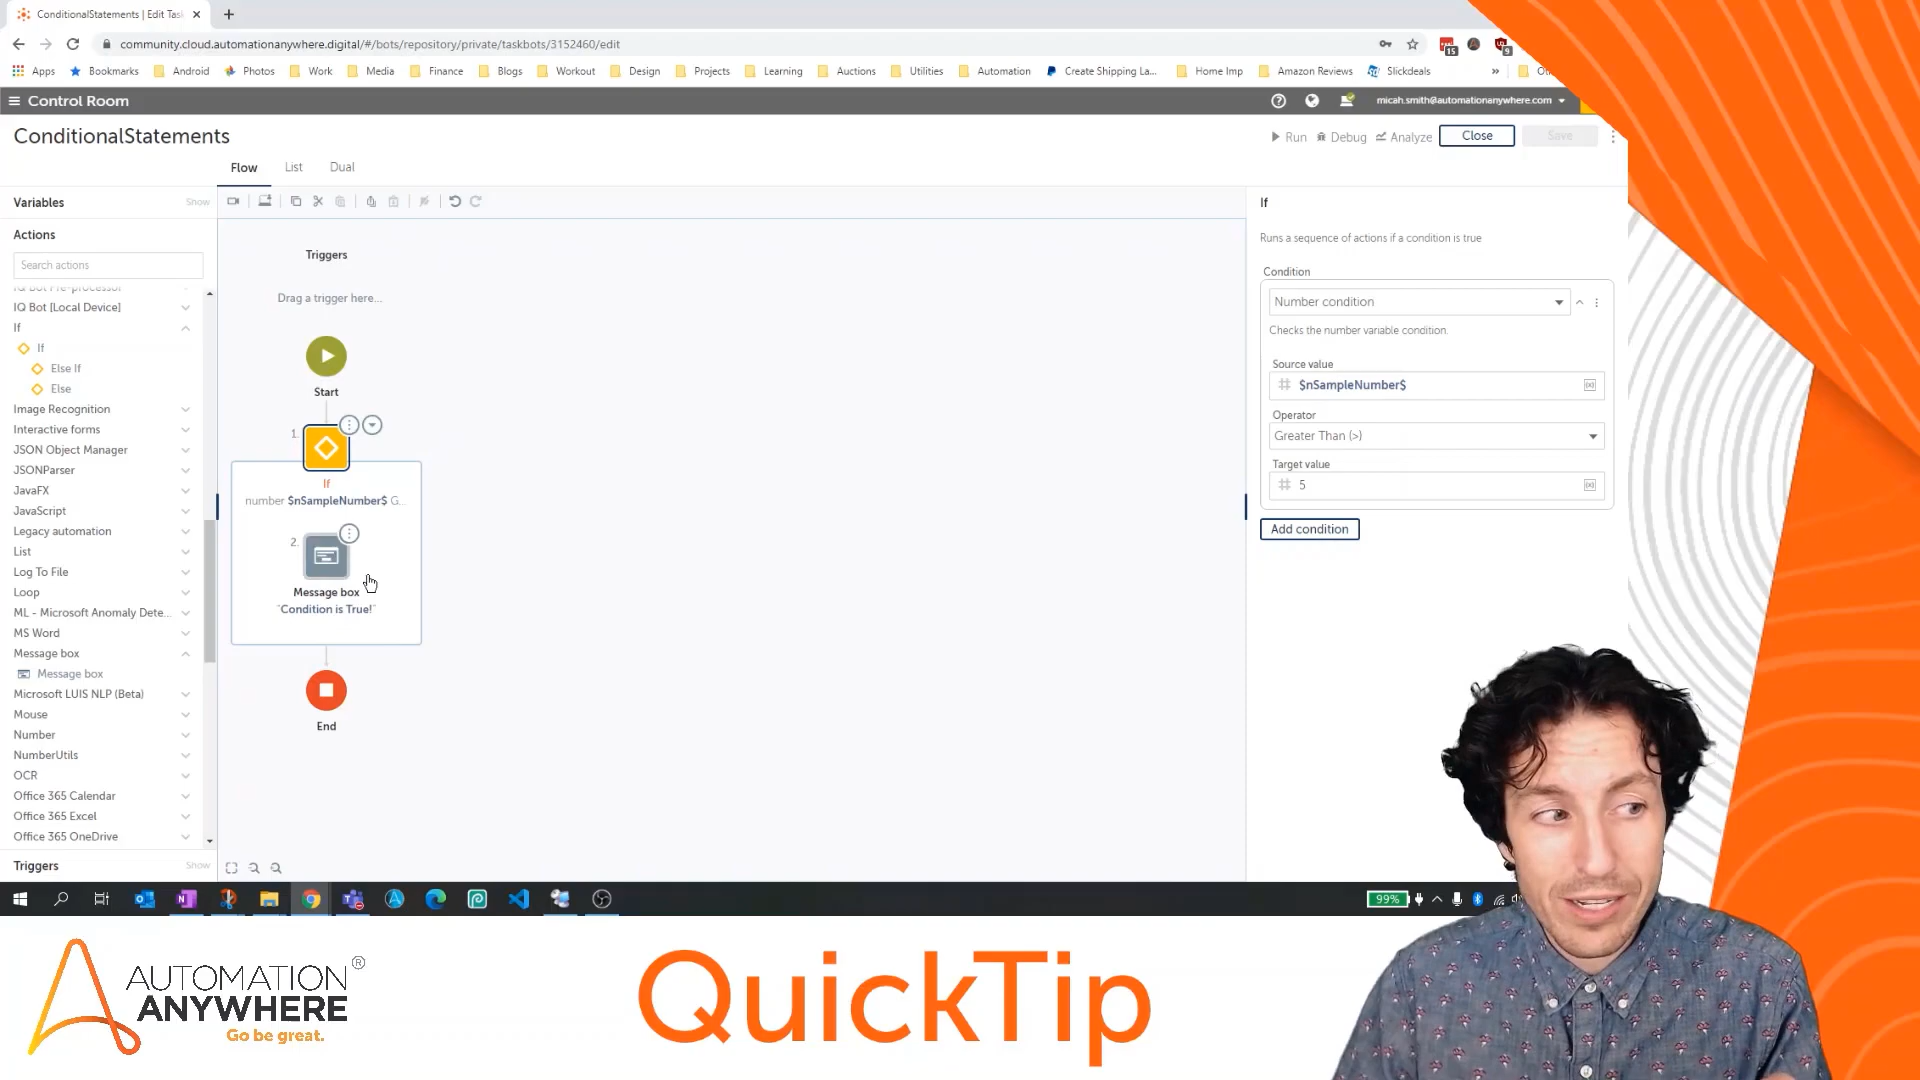 ConditionalStatements | Edit Tas
community.cloud.automationanywhere.digital/#/bots/repository/private/taskbots/3152460/edit
15
9
Apps
Bookmarks
Android
Photos
Work
Media
Finance
Blogs
Workout
Design
Projects
Learning
Auctions
Utilities
Automation
Create Shipping La...
Home Imp
Amazon Reviews
Slickdeals
»
Control Room
micah.smith@automationanywhere.com
ConditionalStatements
Run
Debug
Analyze
Close
Save
Flow
List
Dual
Variables
Show
Actions
Search actions
IQ Bot Pre-processor
IQ Bot [Local Device]
If
If
Else If
Else
Image Recognition
Interactive forms
JSON Object Manager
JSONParser
JavaFX
JavaScript
Legacy automation
List
Log To File
Loop
ML - Microsoft Anomaly Dete...
MS Word
Message box
Message box
Microsoft LUIS NLP (Beta)
Mouse
Number
NumberUtils
OCR
Office 365 Calendar
Office 365 Excel
Office 365 OneDrive
Triggers
Show
Triggers
Drag a trigger here...
Start
1.
If
number $nSampleNumber$ G...
2.
Message box
"Condition is True!"
End
If
Runs a sequence of actions if a condition is true
Condition
Number condition
Checks the number variable condition.
Source value
$nSampleNumber$
Operator
Greater Than (>)
Target value
5
Add condition
99%
AUTOMATION
ANYWHERE
®
Go be great.
QuickTip